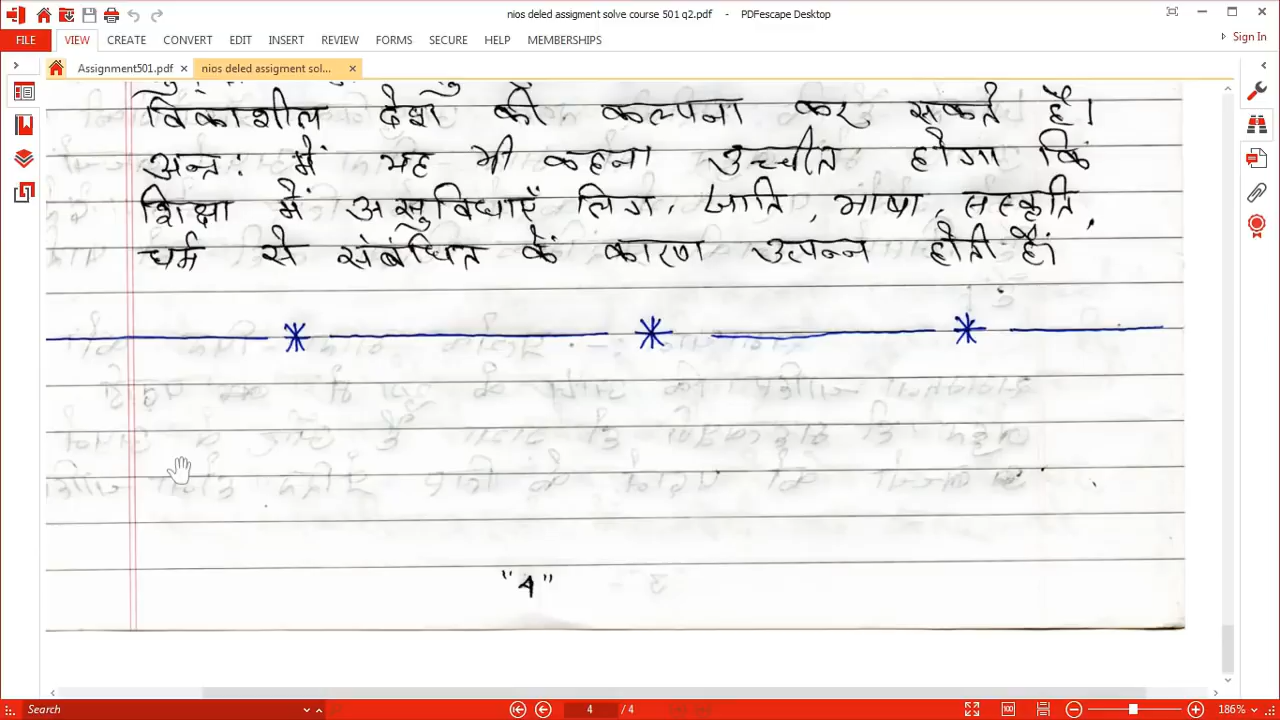 nios deled assigment solve course 501 q2.pdf - PDFescape Desktop
FILE VIEW CREATE CONVERT EDIT INSERT REVIEW FORMS SECURE HELP MEMBERSHIPS Sign In
Assignment501.pdf × nios deled assigment sol... ×
विकाशील देश की कल्पना कर सकते है।
अन्त: में यह भी कहना उच्चीत होगा कि
शिक्षा में असुविधाएँ लिग, जाति, भाषा, सस्कृति,
धर्म से संबंधित के कारण उत्पन्न होती है।
"4"
Search 4 / 4 186%